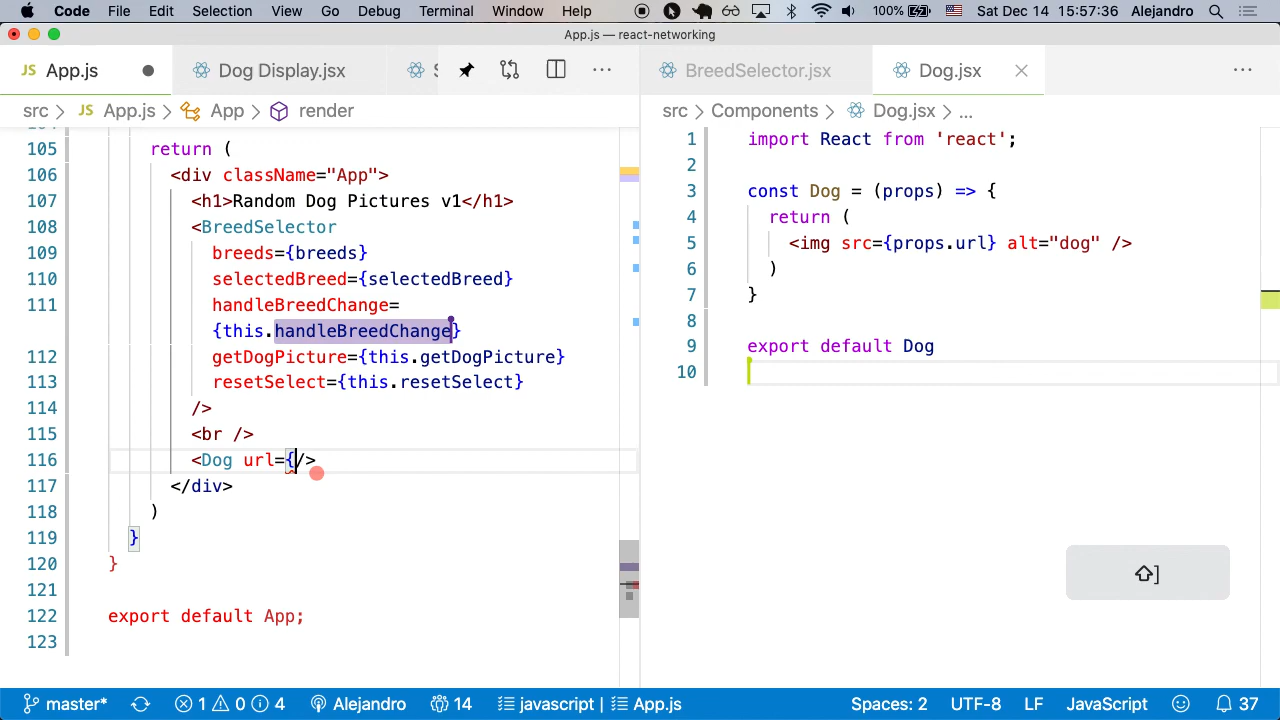 Code File Edit Selection View Go Debug Terminal Window Help 100% Sat Dec 14 15:57:36 Alejandro
App.js — react-networking
JS App.js Dog Display.jsx S ··· BreedSelector.jsx Dog.jsx ···
src > JS App.js > App > render
src > Components > Dog.jsx > ...
105 return (
106 <div className="App">
107 <h1>Random Dog Pictures v1</h1>
108 <BreedSelector
109 breeds={breeds}
110 selectedBreed={selectedBreed}
111 handleBreedChange=
{this.handleBreedChange}
112 getDogPicture={this.getDogPicture}
113 resetSelect={this.resetSelect}
114 />
115 <br />
116 <Dog url={/>
117 </div>
118 )
119 }
120 }
121
122 export default App;
123
1 import React from 'react';
2
3 const Dog = (props) => {
4 return (
5 <img src={props.url} alt="dog" />
6 )
7 }
8
9 export default Dog
10
⇧]
master* 1 0 4 Alejandro 14 javascript | App.js Spaces: 2 UTF-8 LF JavaScript 37